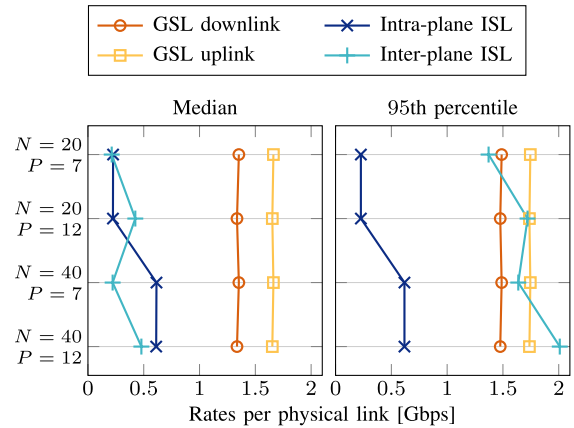 GSL downlink
Intra-plane ISL
GSL uplink
Inter-plane ISL
Median
95th percentile
N = 20
P = 7
N = 20
P = 12
N = 40
P = 7
N = 40
P = 12
0 0.5 1 1.5 2
0 0.5 1 1.5 2
Rates per physical link [Gbps]